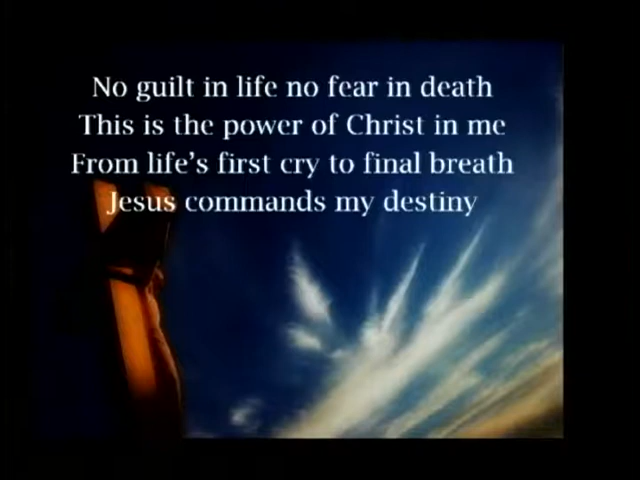 No guilt in life no fear in death
This is the power of Christ in me
From life's first cry to final breath
Jesus commands my destiny